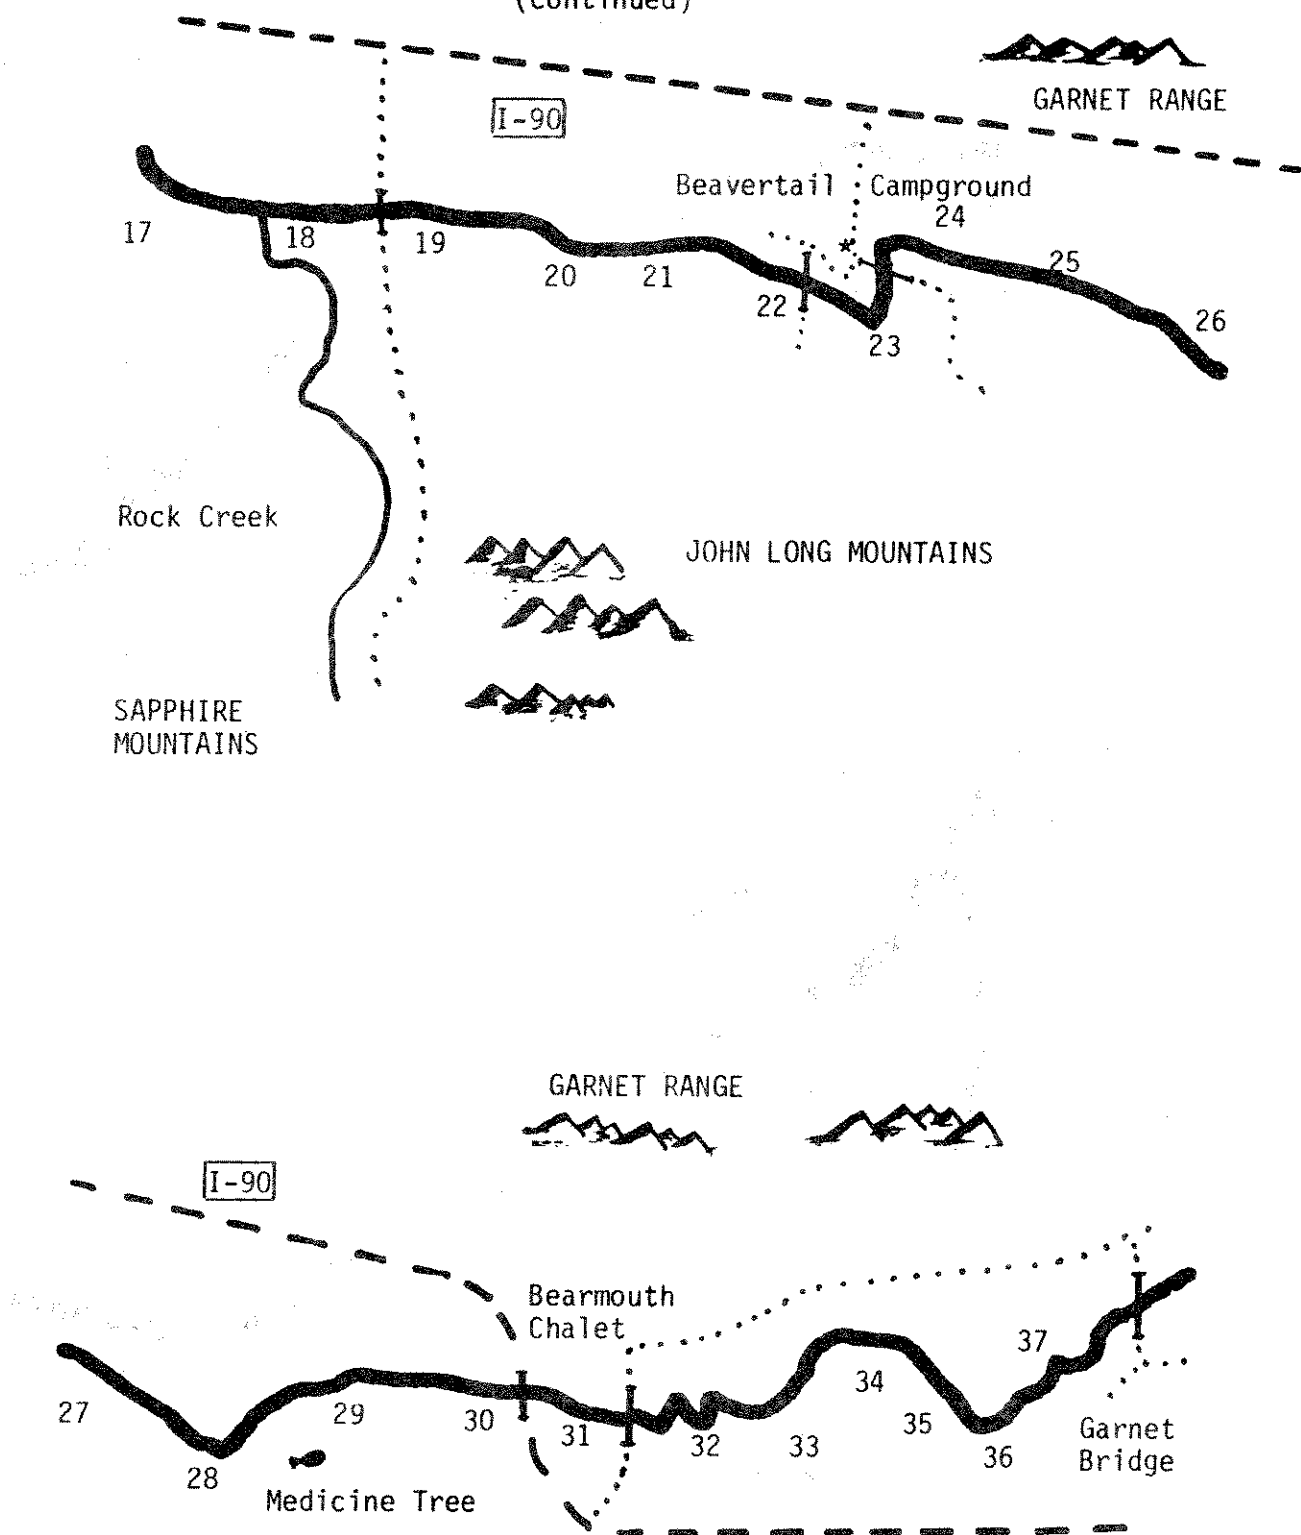 (Continued)
GARNET RANGE
I-90
Beavertail Campground
17
18
19
20
21
22
23
24
25
26
Rock Creek
JOHN LONG MOUNTAINS
SAPPHIRE
MOUNTAINS
GARNET RANGE
I-90
Bearmouth
Chalet
27
28
29
30
31
32
33
34
35
36
37
Medicine Tree
Garnet
Bridge